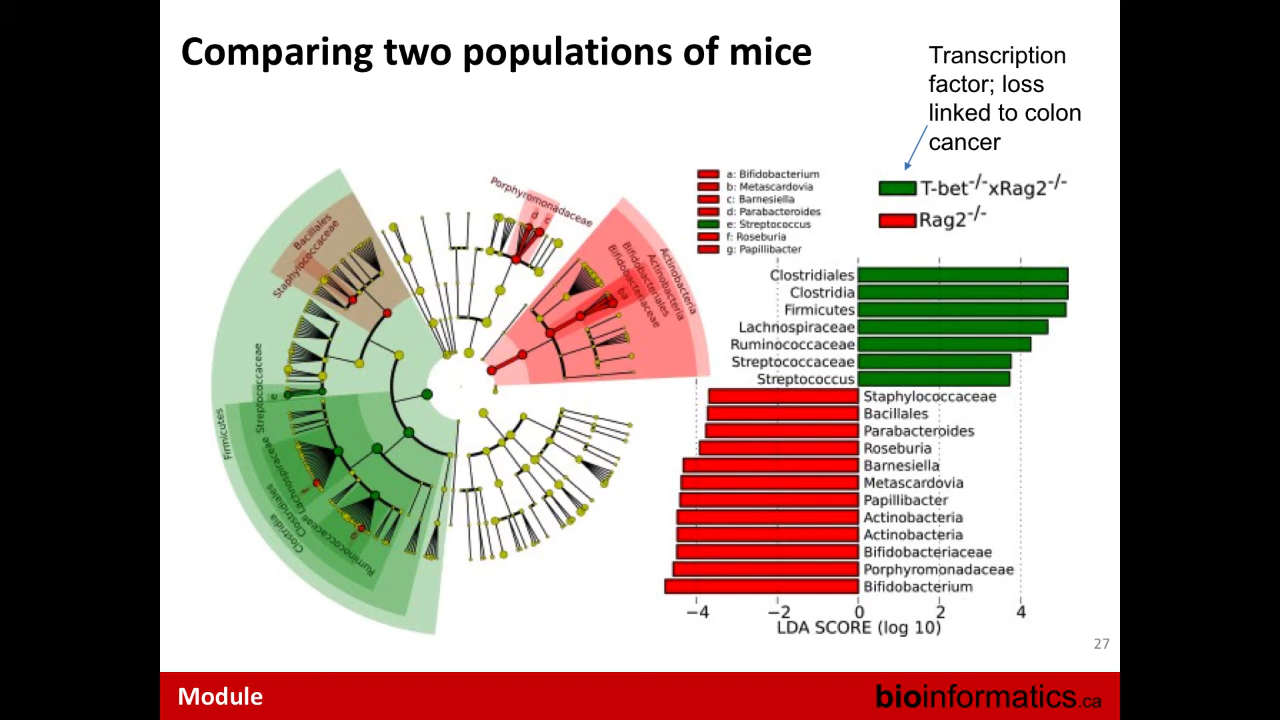 Comparing two populations of mice
Transcription
factor; loss
linked to colon
cancer
a: Bifidobacterium
b: Metascardovia
c: Barnesiella
d: Parabacteroides
e: Streptococcus
f: Roseburia
g: Papillibacter
T-bet-/-xRag2-/-
Rag2-/-
Porphyromonadaceae
d
c
Bacillales
Staphylococcaceae
Actinobacteria
Actinobacteria
Bifidobacteriales
Bifidobacteriaceae
b
a
Streptococcaceae
e
Firmicutes
Lachnospiraceae
f
Clostridiales
Clostridia
Ruminococcaceae
g
Clostridiales
Clostridia
Firmicutes
Lachnospiraceae
Ruminococcaceae
Streptococcaceae
Streptococcus
Staphylococcaceae
Bacillales
Parabacteroides
Roseburia
Barnesiella
Metascardovia
Papillibacter
Actinobacteria
Actinobacteria
Bifidobacteriaceae
Porphyromonadaceae
Bifidobacterium
−4 −2 0 2 4
LDA SCORE (log 10)
27
Module
bioinformatics.ca